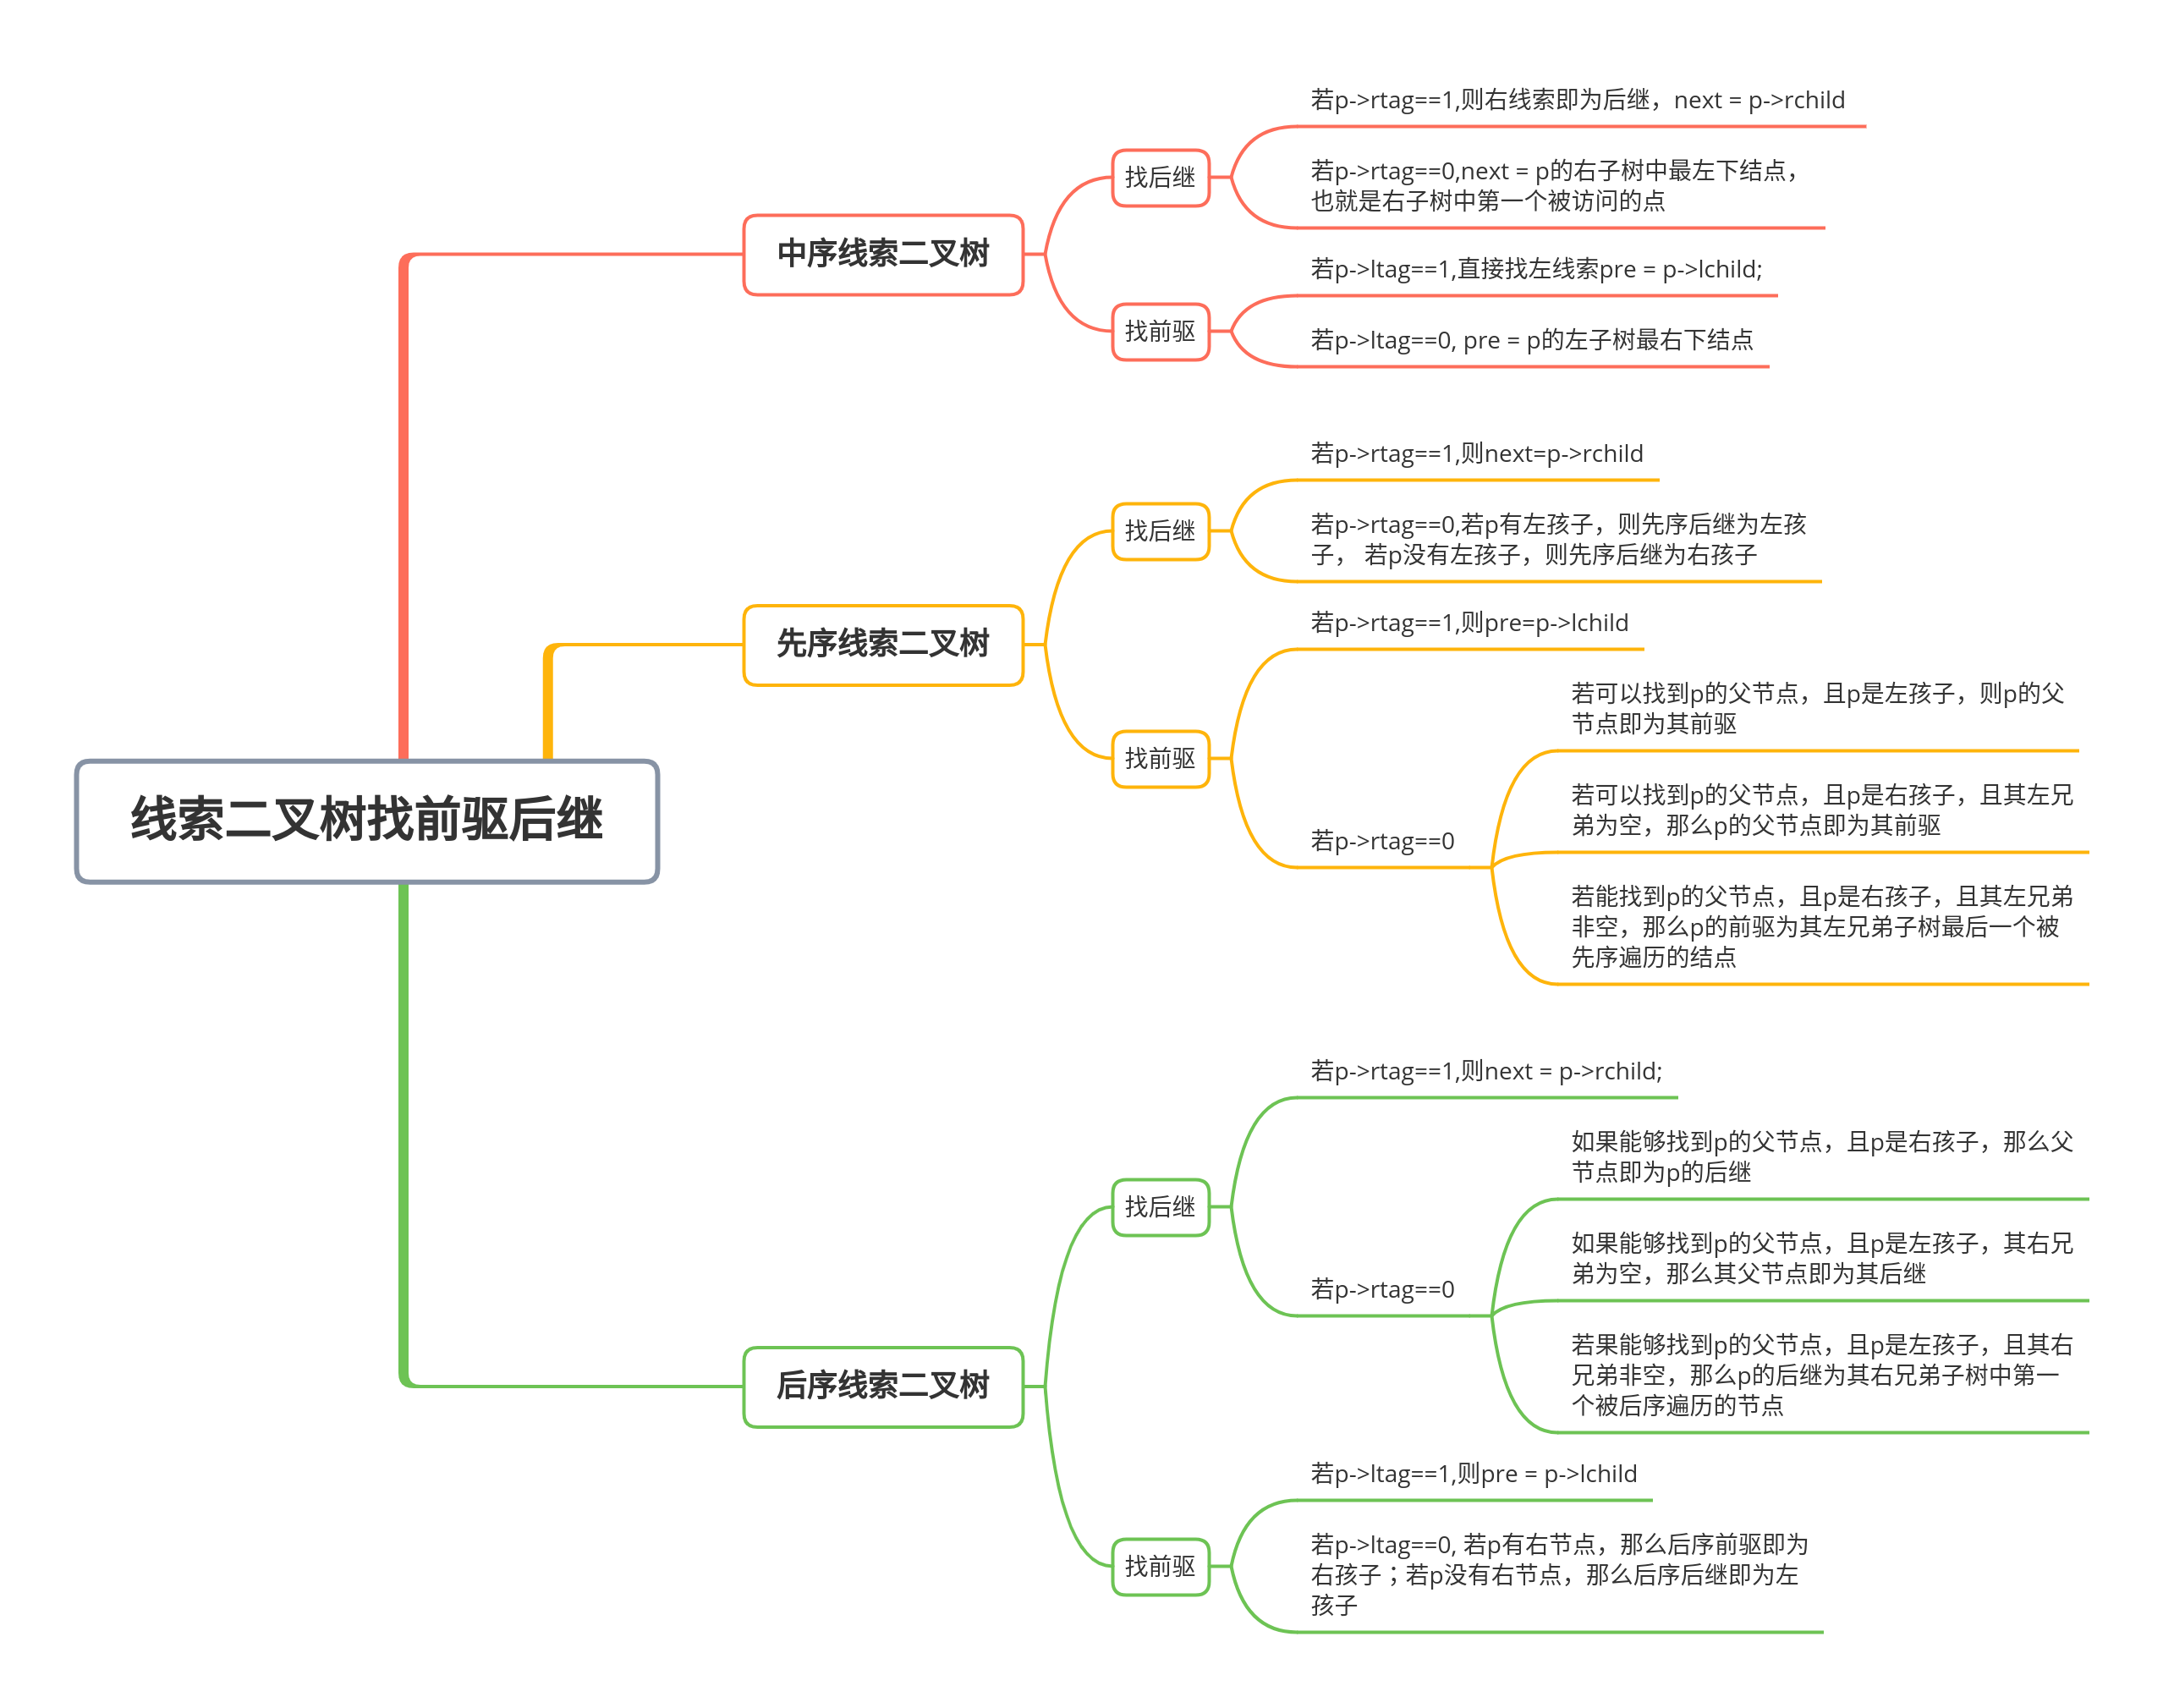 若p->rtag==1,则右线索即为后继，next = p->rchild
找后继
若p->rtag==0,next = p的右子树中最左下结点，
也就是右子树中第一个被访问的点
中序线索二叉树
若p->ltag==1,直接找左线索pre = p->lchild;
找前驱
若p->ltag==0, pre = p的左子树最右下结点
若p->rtag==1,则next=p->rchild
找后继
若p->rtag==0,若p有左孩子，则先序后继为左孩
子， 若p没有左孩子，则先序后继为右孩子
先序线索二叉树
若p->rtag==1,则pre=p->lchild
找前驱
若p->rtag==0
若可以找到p的父节点，且p是左孩子，则p的父
节点即为其前驱
若可以找到p的父节点，且p是右孩子，且其左兄
弟为空，那么p的父节点即为其前驱
若能找到p的父节点，且p是右孩子，且其左兄弟
非空，那么p的前驱为其左兄弟子树最后一个被
先序遍历的结点
线索二叉树找前驱后继
若p->rtag==1,则next = p->rchild;
找后继
若p->rtag==0
如果能够找到p的父节点，且p是右孩子，那么父
节点即为p的后继
如果能够找到p的父节点，且p是左孩子，其右兄
弟为空，那么其父节点即为其后继
若果能够找到p的父节点，且p是左孩子，且其右
兄弟非空，那么p的后继为其右兄弟子树中第一
个被后序遍历的节点
后序线索二叉树
若p->ltag==1,则pre = p->lchild
找前驱
若p->ltag==0, 若p有右节点，那么后序前驱即为
右孩子；若p没有右节点，那么后序后继即为左
孩子